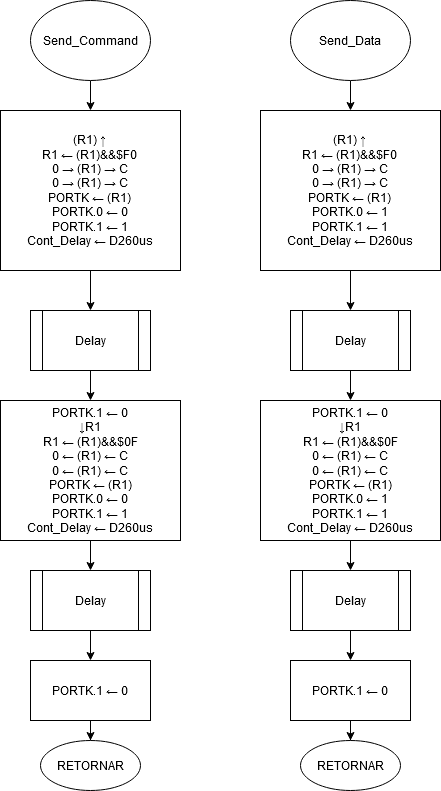 Send_Command
(R1) ↑
R1 ← (R1)&&$F0
0 → (R1) → C
0 → (R1) → C
PORTK ← (R1)
PORTK.0 ← 0
PORTK.1 ← 1
Cont_Delay ← D260us
Delay
PORTK.1 ← 0
↓R1
R1 ← (R1)&&$0F
0 ← (R1) ← C
0 ← (R1) ← C
PORTK ← (R1)
PORTK.0 ← 0
PORTK.1 ← 1
Cont_Delay ← D260us
Delay
PORTK.1 ← 0
RETORNAR
Send_Data
(R1) ↑
R1 ← (R1)&&$F0
0 → (R1) → C
0 → (R1) → C
PORTK ← (R1)
PORTK.0 ← 1
PORTK.1 ← 1
Cont_Delay ← D260us
Delay
PORTK.1 ← 0
↓R1
R1 ← (R1)&&$0F
0 ← (R1) ← C
0 ← (R1) ← C
PORTK ← (R1)
PORTK.0 ← 1
PORTK.1 ← 1
Cont_Delay ← D260us
Delay
PORTK.1 ← 0
RETORNAR